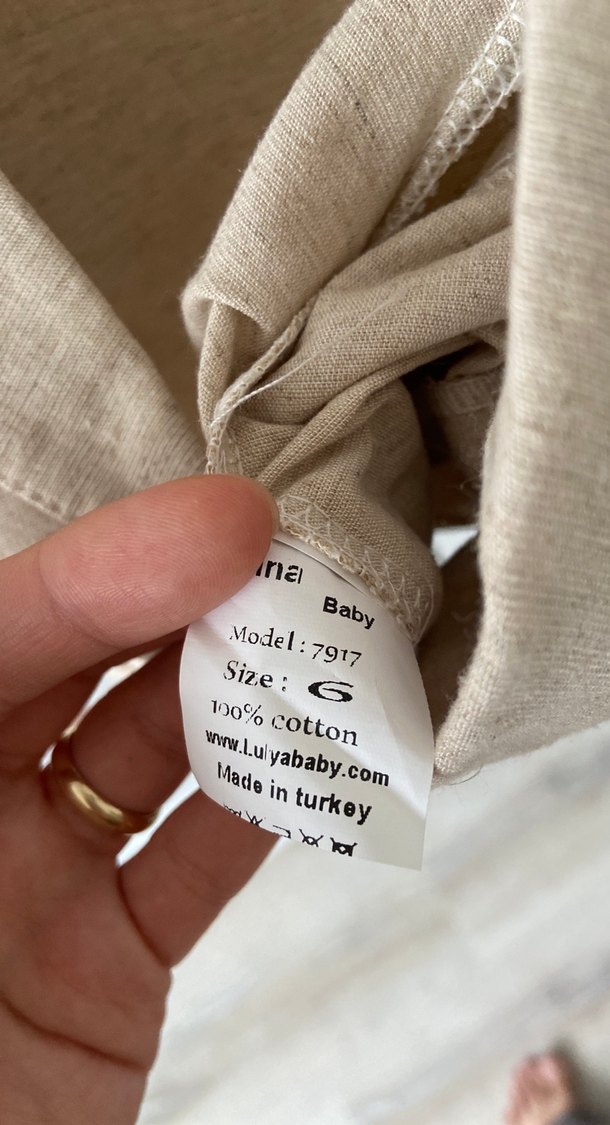 Baby
Model : 7917
Size : 6
100% cotton
www.Lulyababy.com
Made in turkey